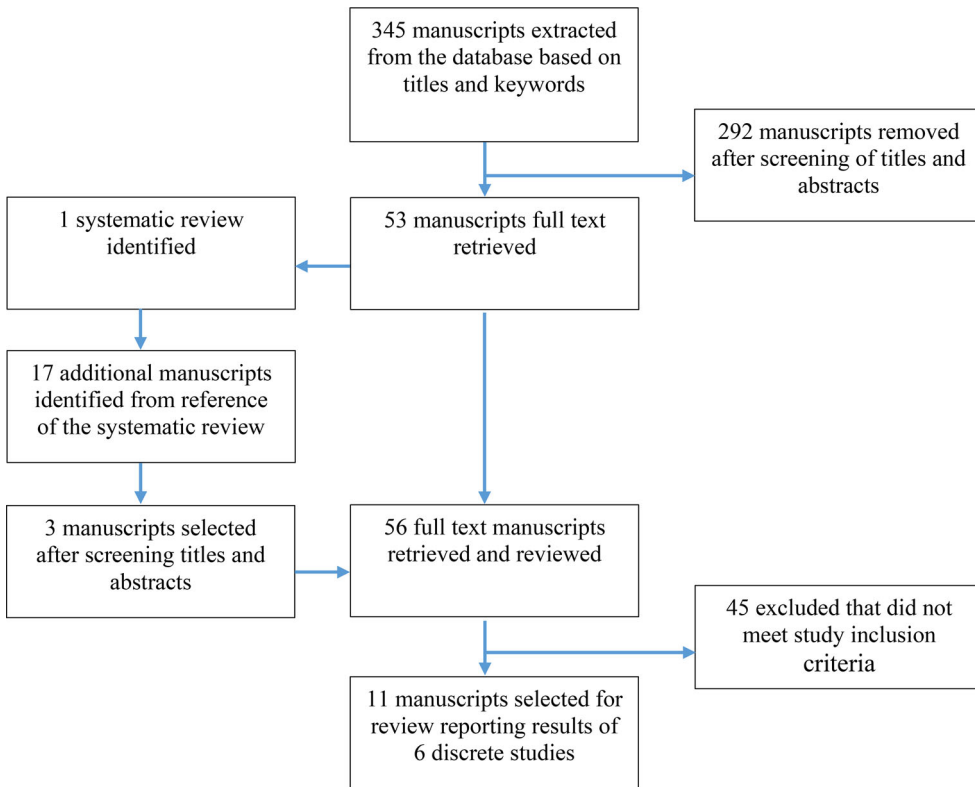 345 manuscripts extracted
from the database based on
titles and keywords
292 manuscripts removed
after screening of titles and
abstracts
1 systematic review
identified
53 manuscripts full text
retrieved
17 additional manuscripts
identified from reference
of the systematic review
3 manuscripts selected
after screening titles and
abstracts
56 full text manuscripts
retrieved and reviewed
45 excluded that did not
meet study inclusion
criteria
11 manuscripts selected for
review reporting results of
6 discrete studies